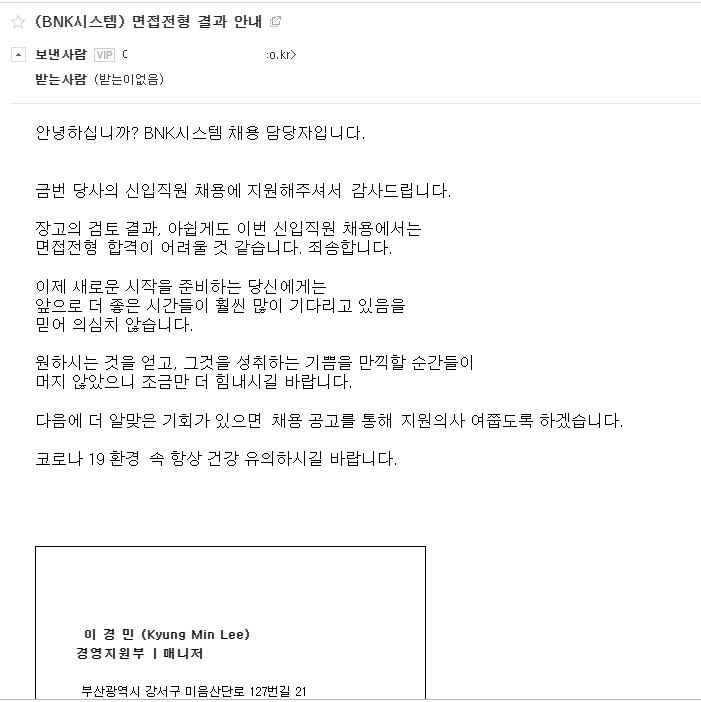 (BNK시스템) 면접전형 결과 안내
보낸사람 VIP
:o.kr>
받는사람 (받는이없음)
안녕하십니까? BNK시스템 채용 담당자입니다.
금번 당사의 신입직원 채용에 지원해주셔서 감사드립니다.
장고의 검토 결과, 아쉽게도 이번 신입직원 채용에서는
면접전형 합격이 어려울 것 같습니다. 죄송합니다.
이제 새로운 시작을 준비하는 당신에게는
앞으로 더 좋은 시간들이 훨씬 많이 기다리고 있음을
믿어 의심치 않습니다.
원하시는 것을 얻고, 그것을 성취하는 기쁨을 만끽할 순간들이
머지 않았으니 조금만 더 힘내시길 바랍니다.
다음에 더 알맞은 기회가 있으면 채용 공고를 통해 지원의사 여쭙도록 하겠습니다.
코로나 19 환경 속 항상 건강 유의하시길 바랍니다.
이 경 민 (Kyung Min Lee)
경영지원부 | 매니저
부산광역시 강서구 미음산단로 127번길 21